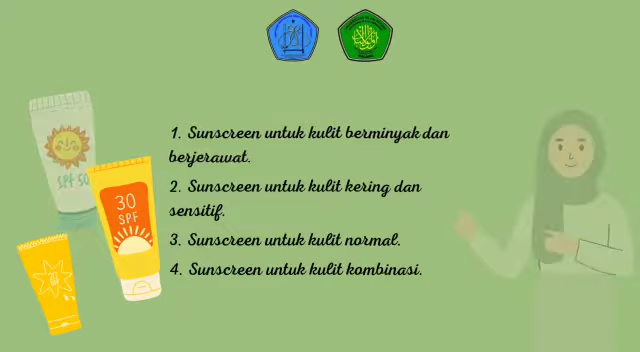 1. Sunscreen untuk kulit berminyak dan
berjerawat.
2. Sunscreen untuk kulit kering dan
sensitif.
3. Sunscreen untuk kulit normal.
4. Sunscreen untuk kulit kombinasi.
SPF 50
30
SPF